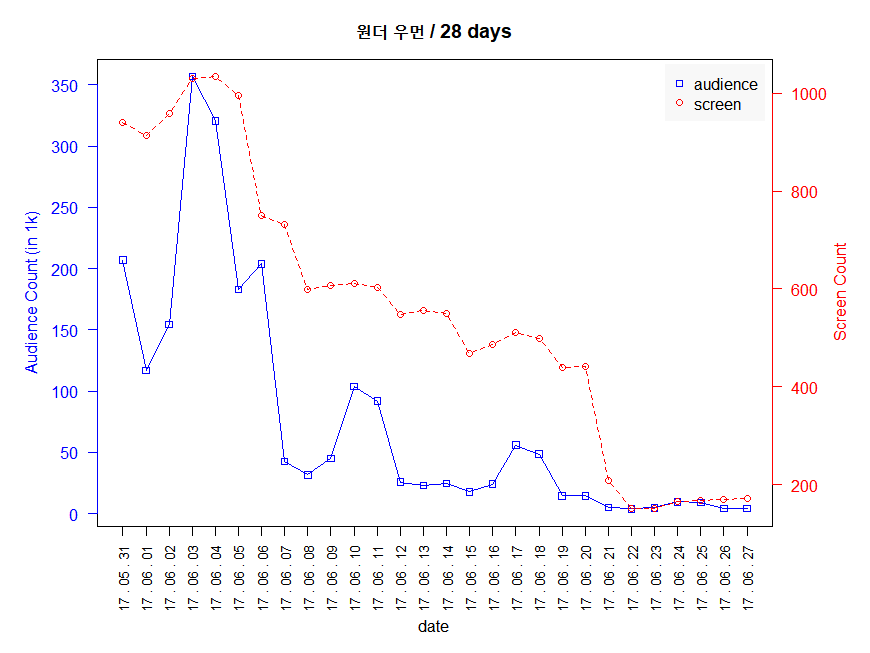 원더 우먼 / 28 days
audience
screen
350
300
250
200
150
100
50
0
Audience Count (in 1k)
1000
800
600
400
200
Screen Count
17 . 05 . 31
17 . 06 . 01
17 . 06 . 02
17 . 06 . 03
17 . 06 . 04
17 . 06 . 05
17 . 06 . 06
17 . 06 . 07
17 . 06 . 08
17 . 06 . 09
17 . 06 . 10
17 . 06 . 11
17 . 06 . 12
17 . 06 . 13
17 . 06 . 14
17 . 06 . 15
17 . 06 . 16
17 . 06 . 17
17 . 06 . 18
17 . 06 . 19
17 . 06 . 20
17 . 06 . 21
17 . 06 . 22
17 . 06 . 23
17 . 06 . 24
17 . 06 . 25
17 . 06 . 26
17 . 06 . 27
date